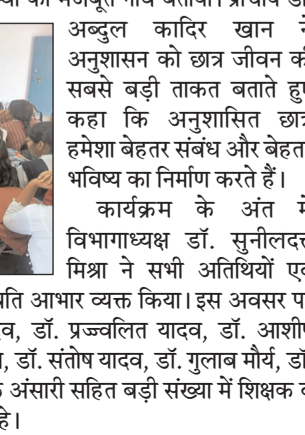 को मजबूत नींव बताया। प्राचार्य डॉ.
अब्दुल कादिर खान ने
अनुशासन को छात्र जीवन की
सबसे बड़ी ताकत बताते हुए
कहा कि अनुशासित छात्र
हमेशा बेहतर संबंध और बेहतर
भविष्य का निर्माण करते हैं।
कार्यक्रम के अंत में
विभागाध्यक्ष डॉ. सुनीलदत्त
मिश्रा ने सभी अतिथियों एवं
प्रति आभार व्यक्त किया। इस अवसर पर
डॉ. प्रज्ज्वलित यादव, डॉ. आशीष
डॉ. संतोष यादव, डॉ. गुलाब मौर्य, डॉ.
अंसारी सहित बड़ी संख्या में शिक्षक
रहे।